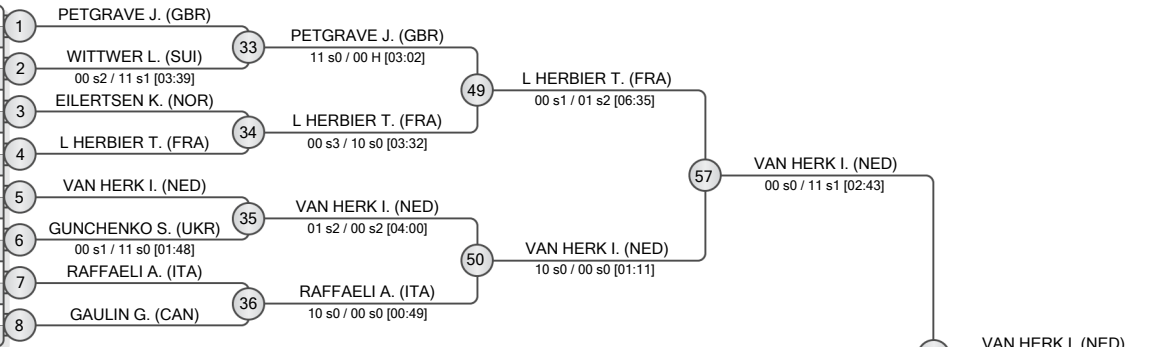 1
PETGRAVE J. (GBR)
2
WITTWER L. (SUI)
00 s2 / 11 s1 [03:39]
3
EILERTSEN K. (NOR)
4
L HERBIER T. (FRA)
5
VAN HERK I. (NED)
6
GUNCHENKO S. (UKR)
00 s1 / 11 s0 [01:48]
7
RAFFAELI A. (ITA)
8
GAULIN G. (CAN)
33
PETGRAVE J. (GBR)
11 s0 / 00 H [03:02]
34
L HERBIER T. (FRA)
00 s3 / 10 s0 [03:32]
35
VAN HERK I. (NED)
01 s2 / 00 s2 [04:00]
36
RAFFAELI A. (ITA)
10 s0 / 00 s0 [00:49]
49
L HERBIER T. (FRA)
00 s1 / 01 s2 [06:35]
50
VAN HERK I. (NED)
10 s0 / 00 s0 [01:11]
57
VAN HERK I. (NED)
00 s0 / 11 s1 [02:43]
VAN HERK I. (NED)